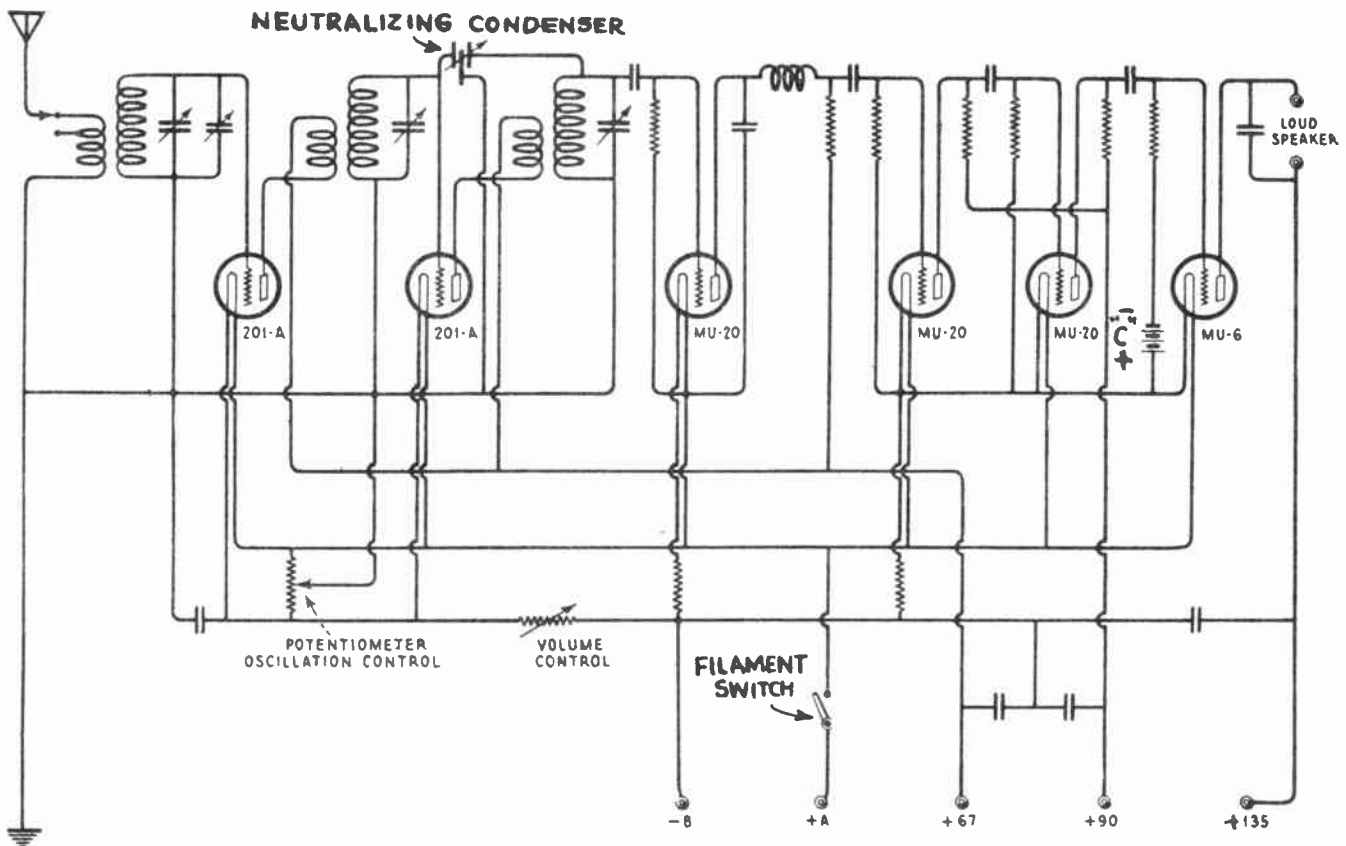 NEUTRALIZING CONDENSER
LOUD
SPEAKER
201-A
201-A
MU-20
MU-20
MU-20
"C"
-
+
MU-6
POTENTIOMETER
OSCILLATION CONTROL
VOLUME
CONTROL
FILAMENT
SWITCH
-B
+A
+67
+90
+135